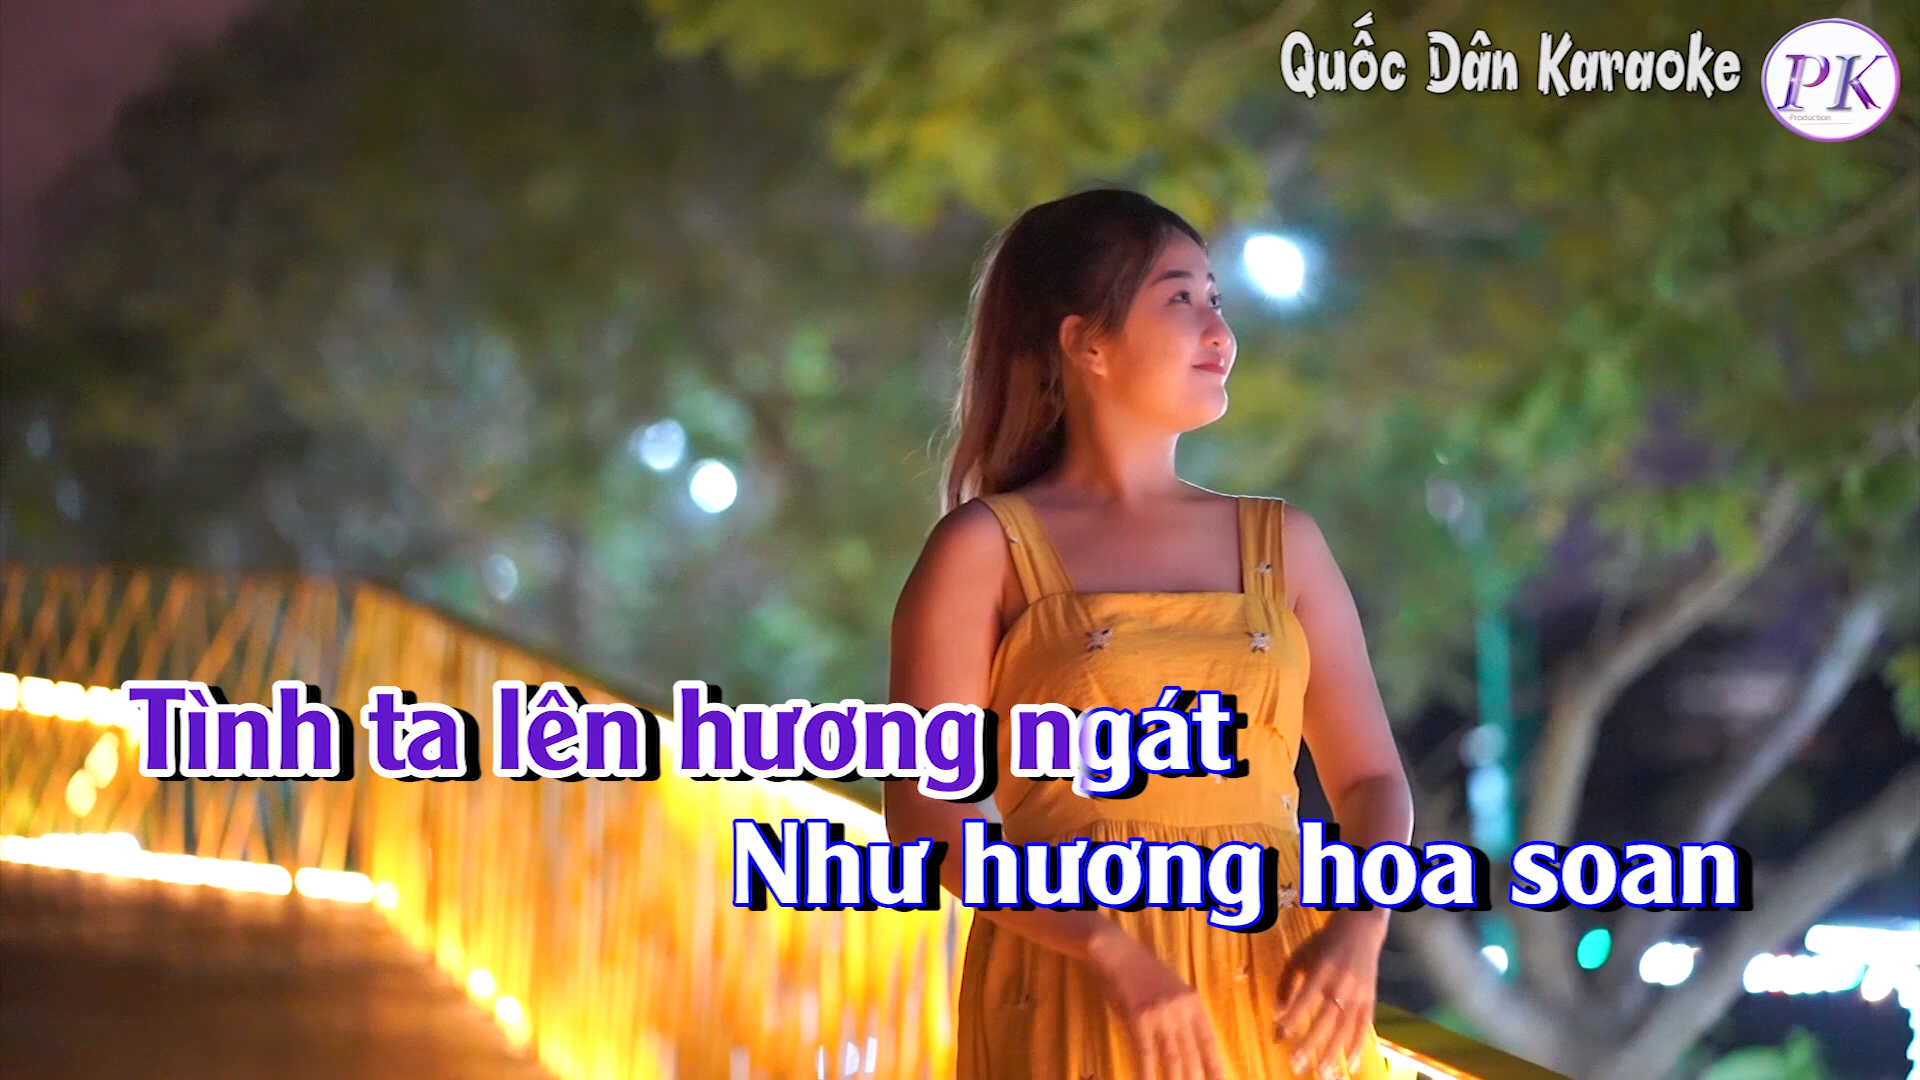 Quốc Dân Karaoke
PK
Production
Tình ta lên hương ngát
Như hương hoa soan